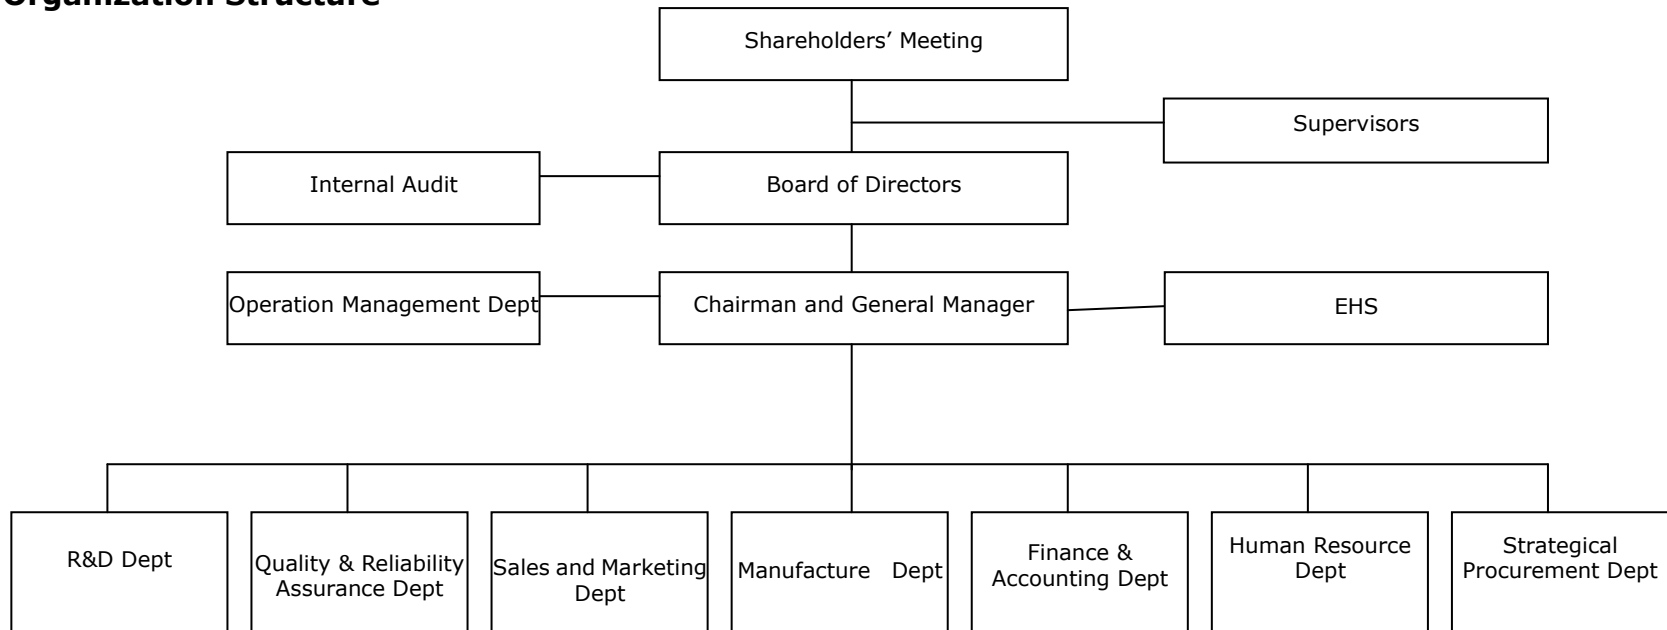 Organization Structure
Shareholders’ Meeting
Supervisors
Internal Audit
Board of Directors
Operation Management Dept
Chairman and General Manager
EHS
R&D Dept
Quality & Reliability
Assurance Dept
Sales and Marketing
Dept
Manufacture Dept
Finance &
Accounting Dept
Human Resource
Dept
Strategical
Procurement Dept